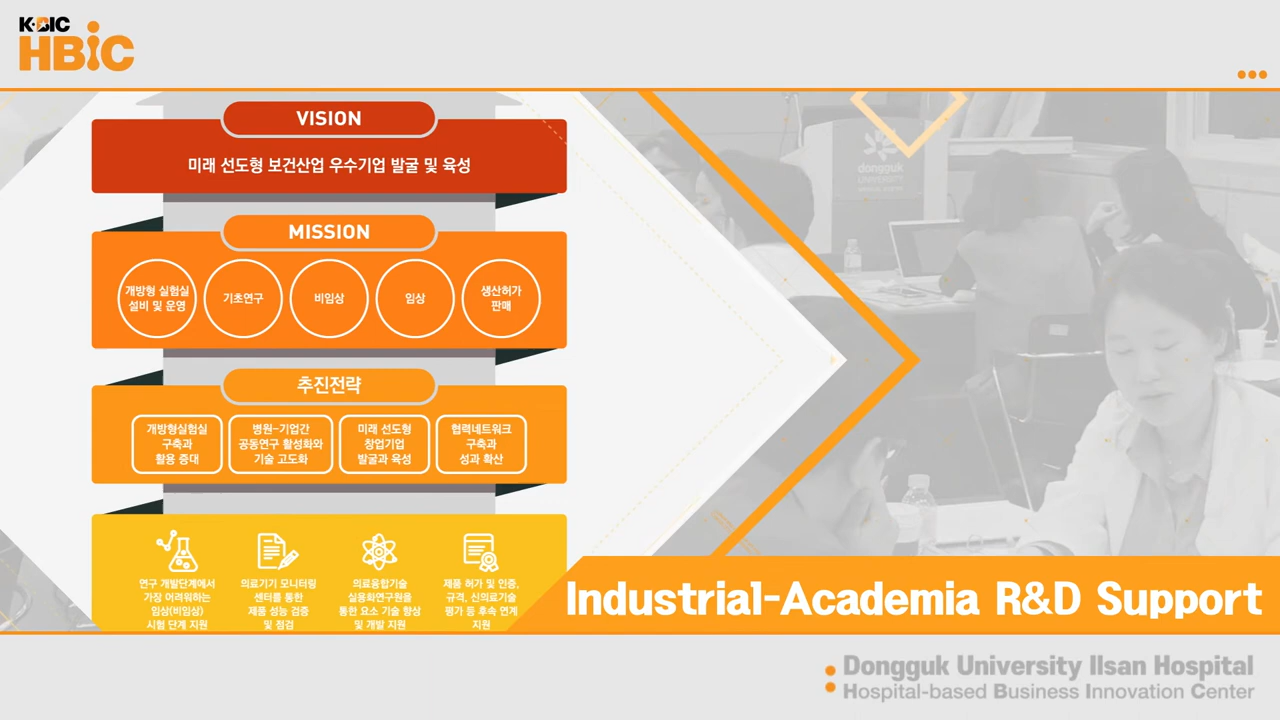 K-BIC
HBiC
VISION
미래 선도형 보건산업 우수기업 발굴 및 육성
MISSION
개방형 실험실
설비 및 운영
기초연구
비임상
임상
생산허가
판매
추진전략
개방형실험실
구축과
활용 증대
병원-기업간
공동연구 활성화와
기술 고도화
미래 선도형
창업기업
발굴과 육성
협력네트워크
구축과
성과 확산
연구 개발단계에서
가장 어려워하는
임상(비임상)
시험 단계 지원
의료기기 모니터링
센터를 통한
제품 성능 검증
및 점검
의료융합기술
실용화연구원을
통한 요소 기술 향상
및 개발 지원
제품 허가 및 인증,
규격, 신의료기술
평가 등 후속 연계
지원
dongguk
UNIVERSITY
Industrial-Academia R&D Support
Dongguk University Ilsan Hospital
Hospital-based Business Innovation Center